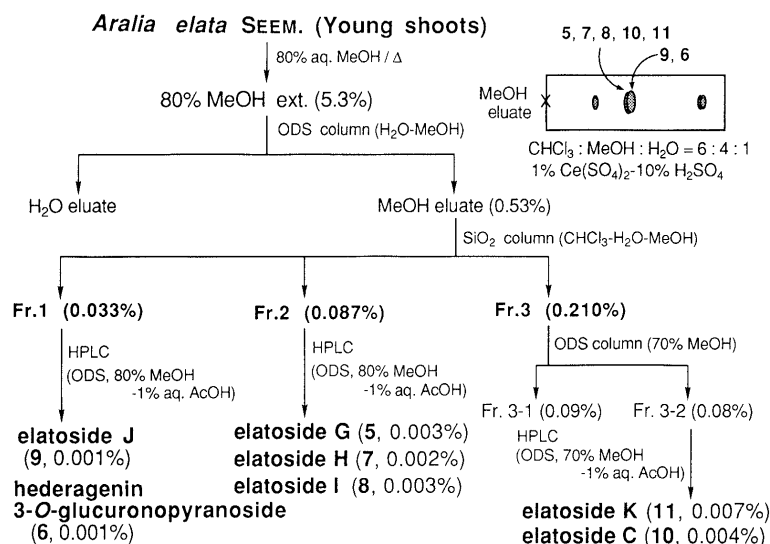 Aralia elata SEEM. (Young shoots)
80% aq. MeOH / Δ
80% MeOH ext. (5.3%)
ODS column (H₂O-MeOH)
5, 7, 8, 10, 11
9, 6
MeOH
eluate
X
CHCl₃ : MeOH : H₂O = 6 : 4 : 1
1% Ce(SO₄)₂-10% H₂SO₄
H₂O eluate
MeOH eluate (0.53%)
SiO₂ column (CHCl₃-H₂O-MeOH)
Fr.1 (0.033%)
HPLC
(ODS, 80% MeOH
-1% aq. AcOH)
elatoside J
(9, 0.001%)
hederagenin
3-O-glucuronopyranoside
(6, 0.001%)
Fr.2 (0.087%)
HPLC
(ODS, 80% MeOH
-1% aq. AcOH)
elatoside G (5, 0.003%)
elatoside H (7, 0.002%)
elatoside I (8, 0.003%)
Fr.3 (0.210%)
ODS column (70% MeOH)
Fr. 3-1 (0.09%)
Fr. 3-2 (0.08%)
HPLC
(ODS, 70% MeOH
-1% aq. AcOH)
elatoside K (11, 0.007%)
elatoside C (10, 0.004%)